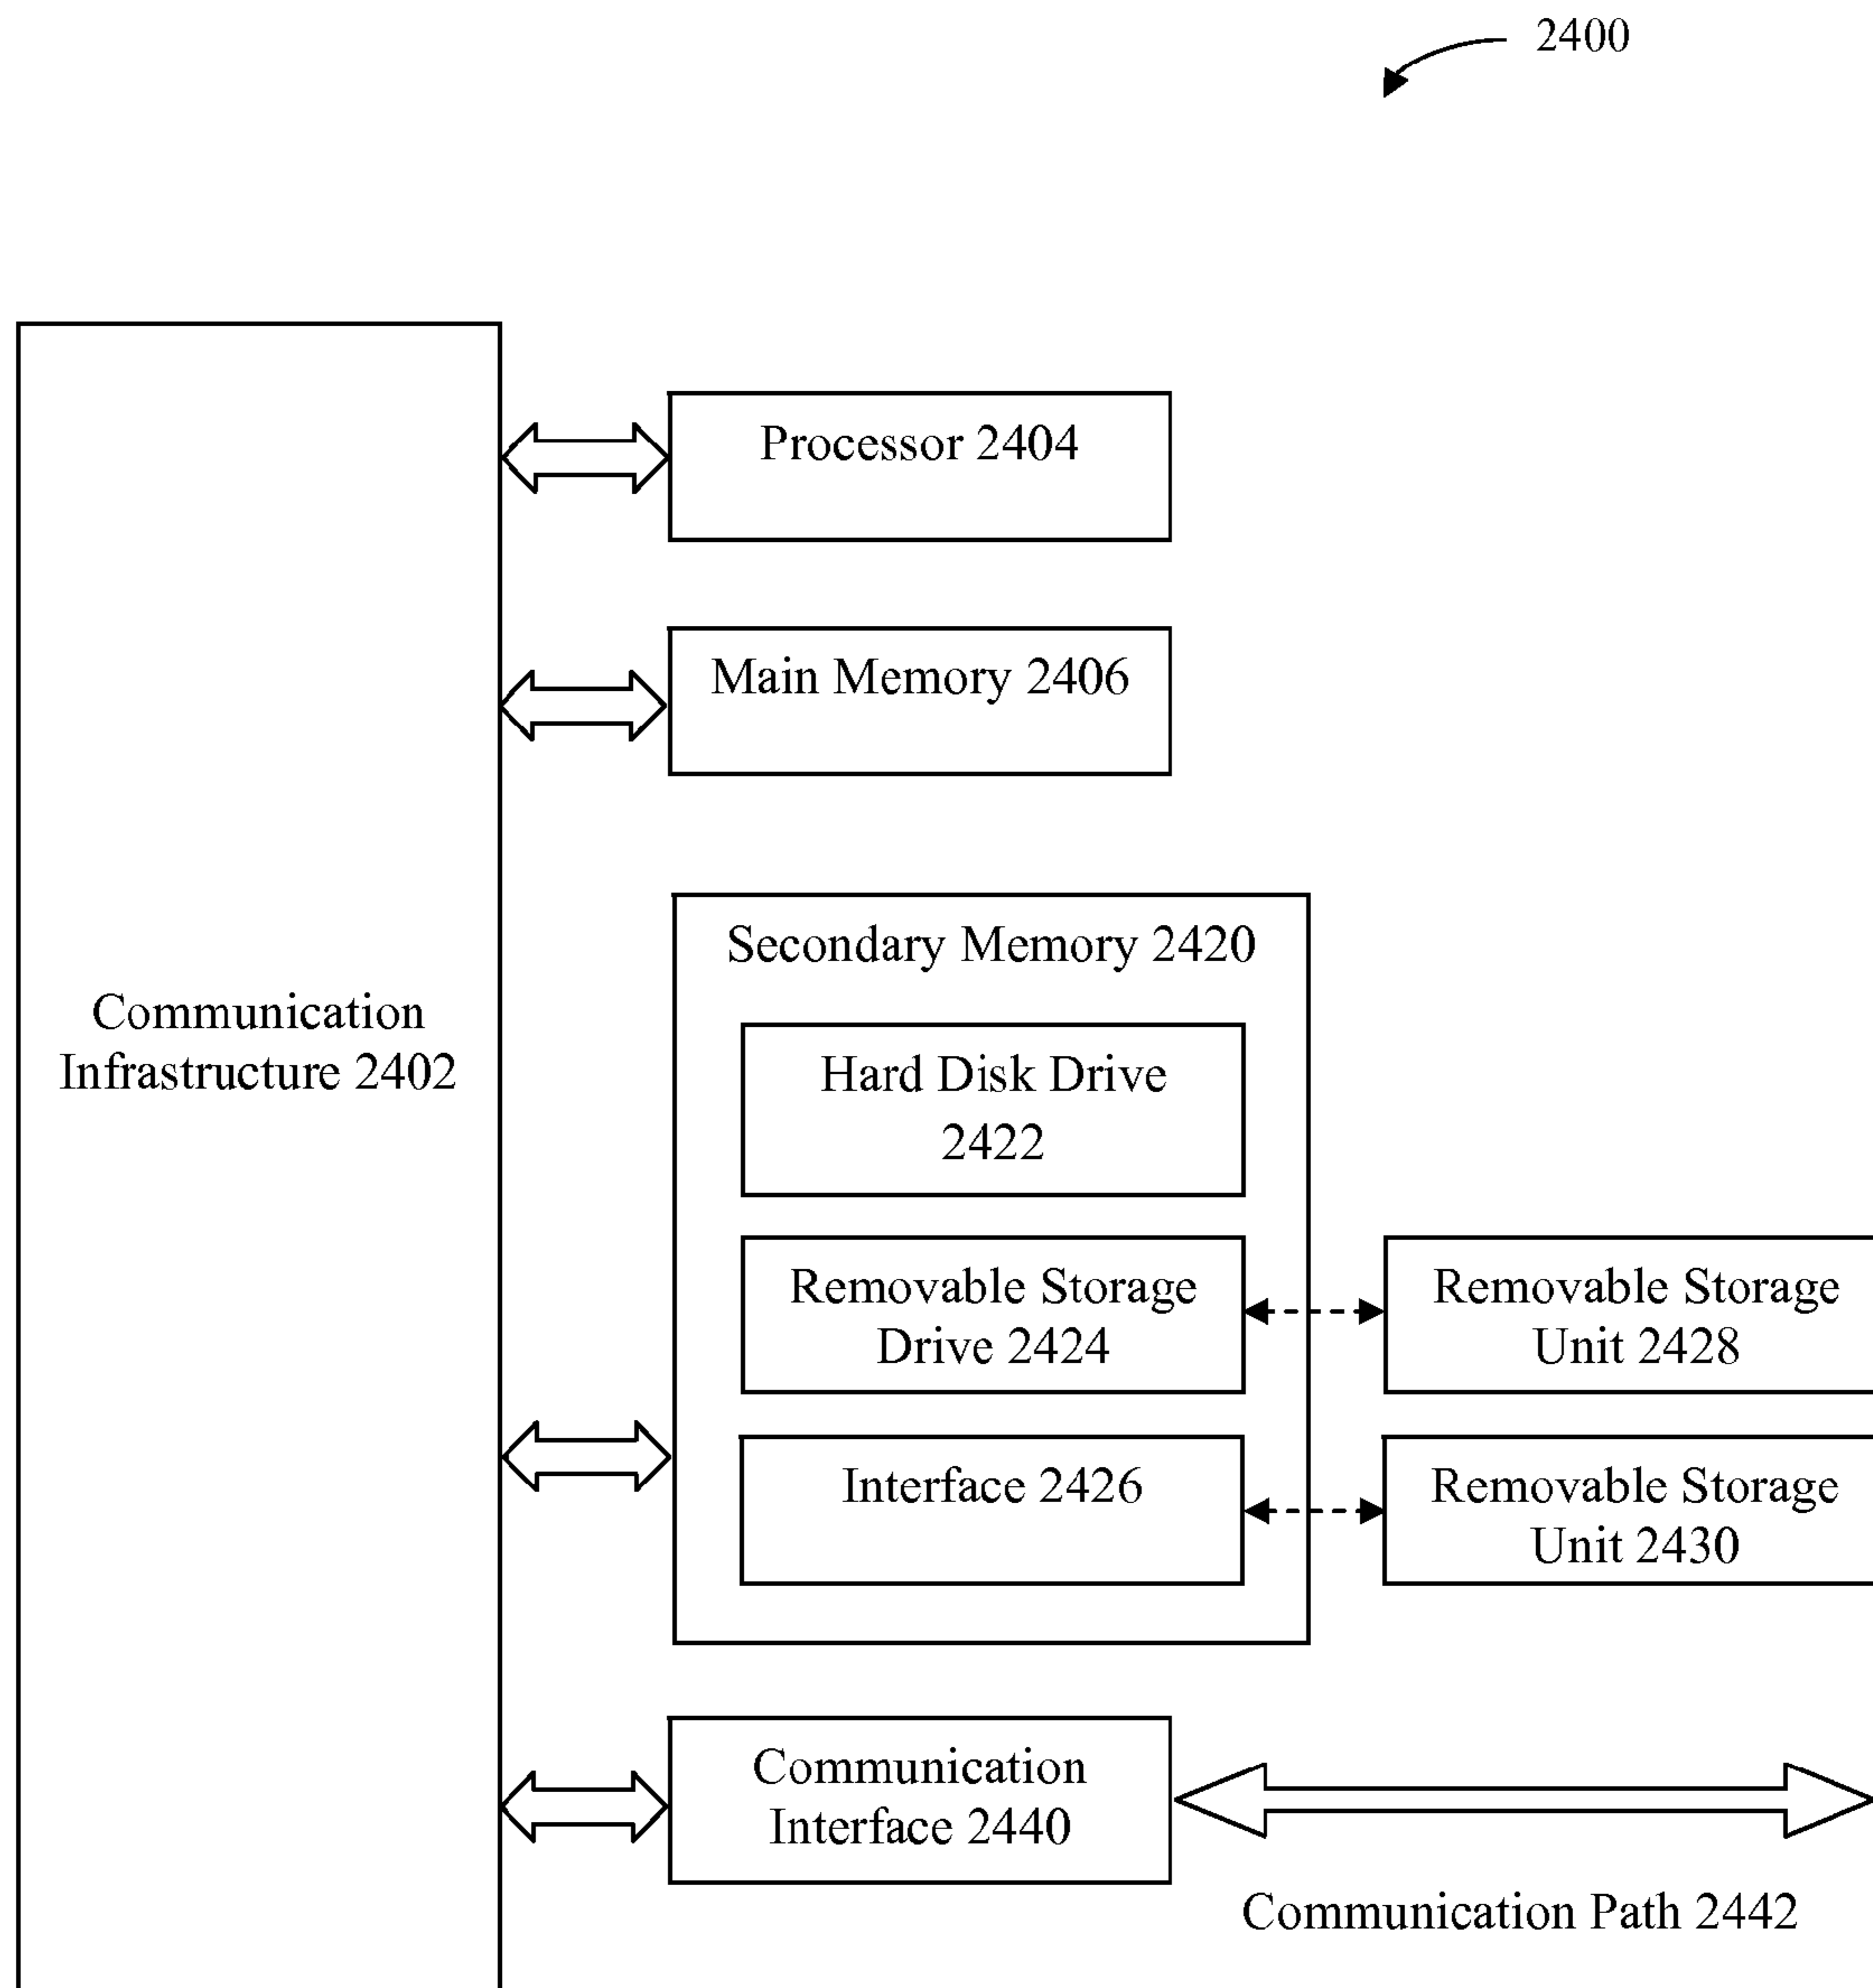 2400
Processor 2404
Main Memory 2406
Communication
Infrastructure 2402
Secondary Memory 2420
Hard Disk Drive
2422
Removable Storage
Drive 2424
Removable Storage
Unit 2428
Interface 2426
Removable Storage
Unit 2430
Communication
Interface 2440
Communication Path 2442